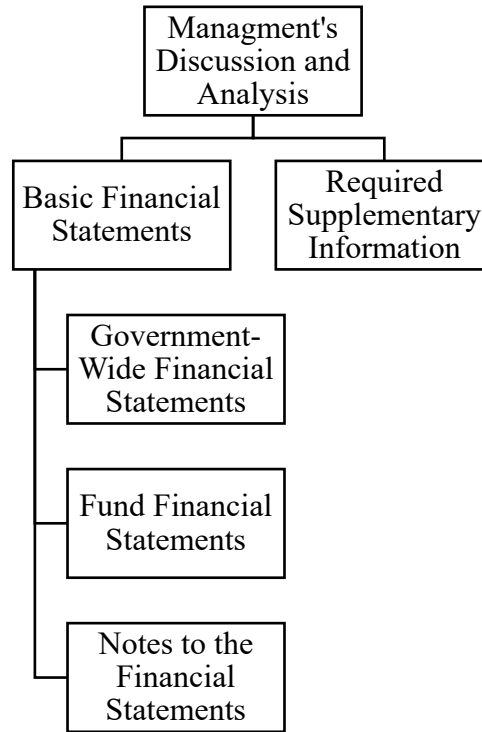 Managment's
Discussion and
Analysis
Basic Financial
Statements
Required
Supplementary
Information
Government-
Wide Financial
Statements
Fund Financial
Statements
Notes to the
Financial
Statements